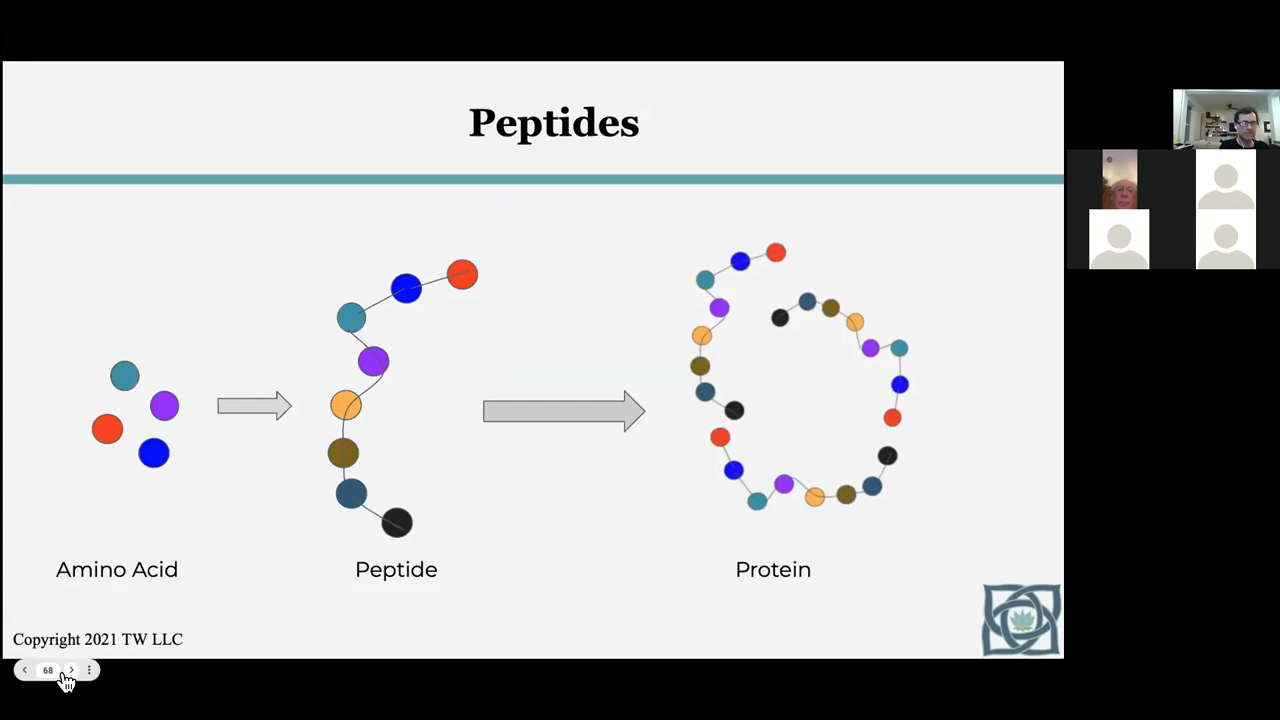 Peptides
Amino Acid
Peptide
Protein
Copyright 2021 TW LLC
68